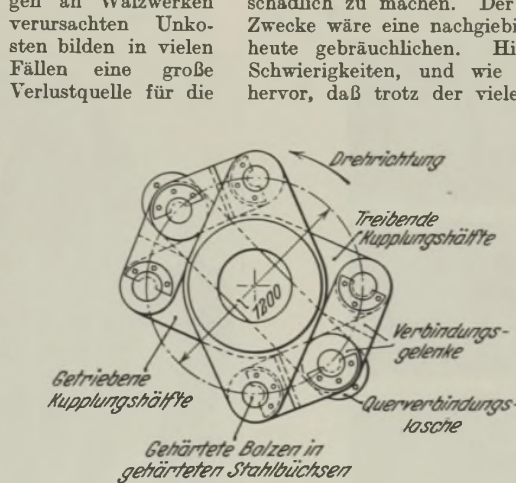 gen an Walzwerken
verursachten Unko-
sten bilden in vielen
Fällen eine große
Verlustquelle für die
schädlich zu machen. Der
Zwecke wäre eine nachgiebi
heute gebräuchlichen. Hi
Schwierigkeiten, und wie
hervor, daß trotz der viele
Drehrichtung
Treibende
Kupplungshälfte
1200
Verbindungs-
gelenke
Getriebene
Kupplungshälfte
Querverbindungs-
lasche
Gehärtete Bolzen in
gehärteten Stahlbüchsen